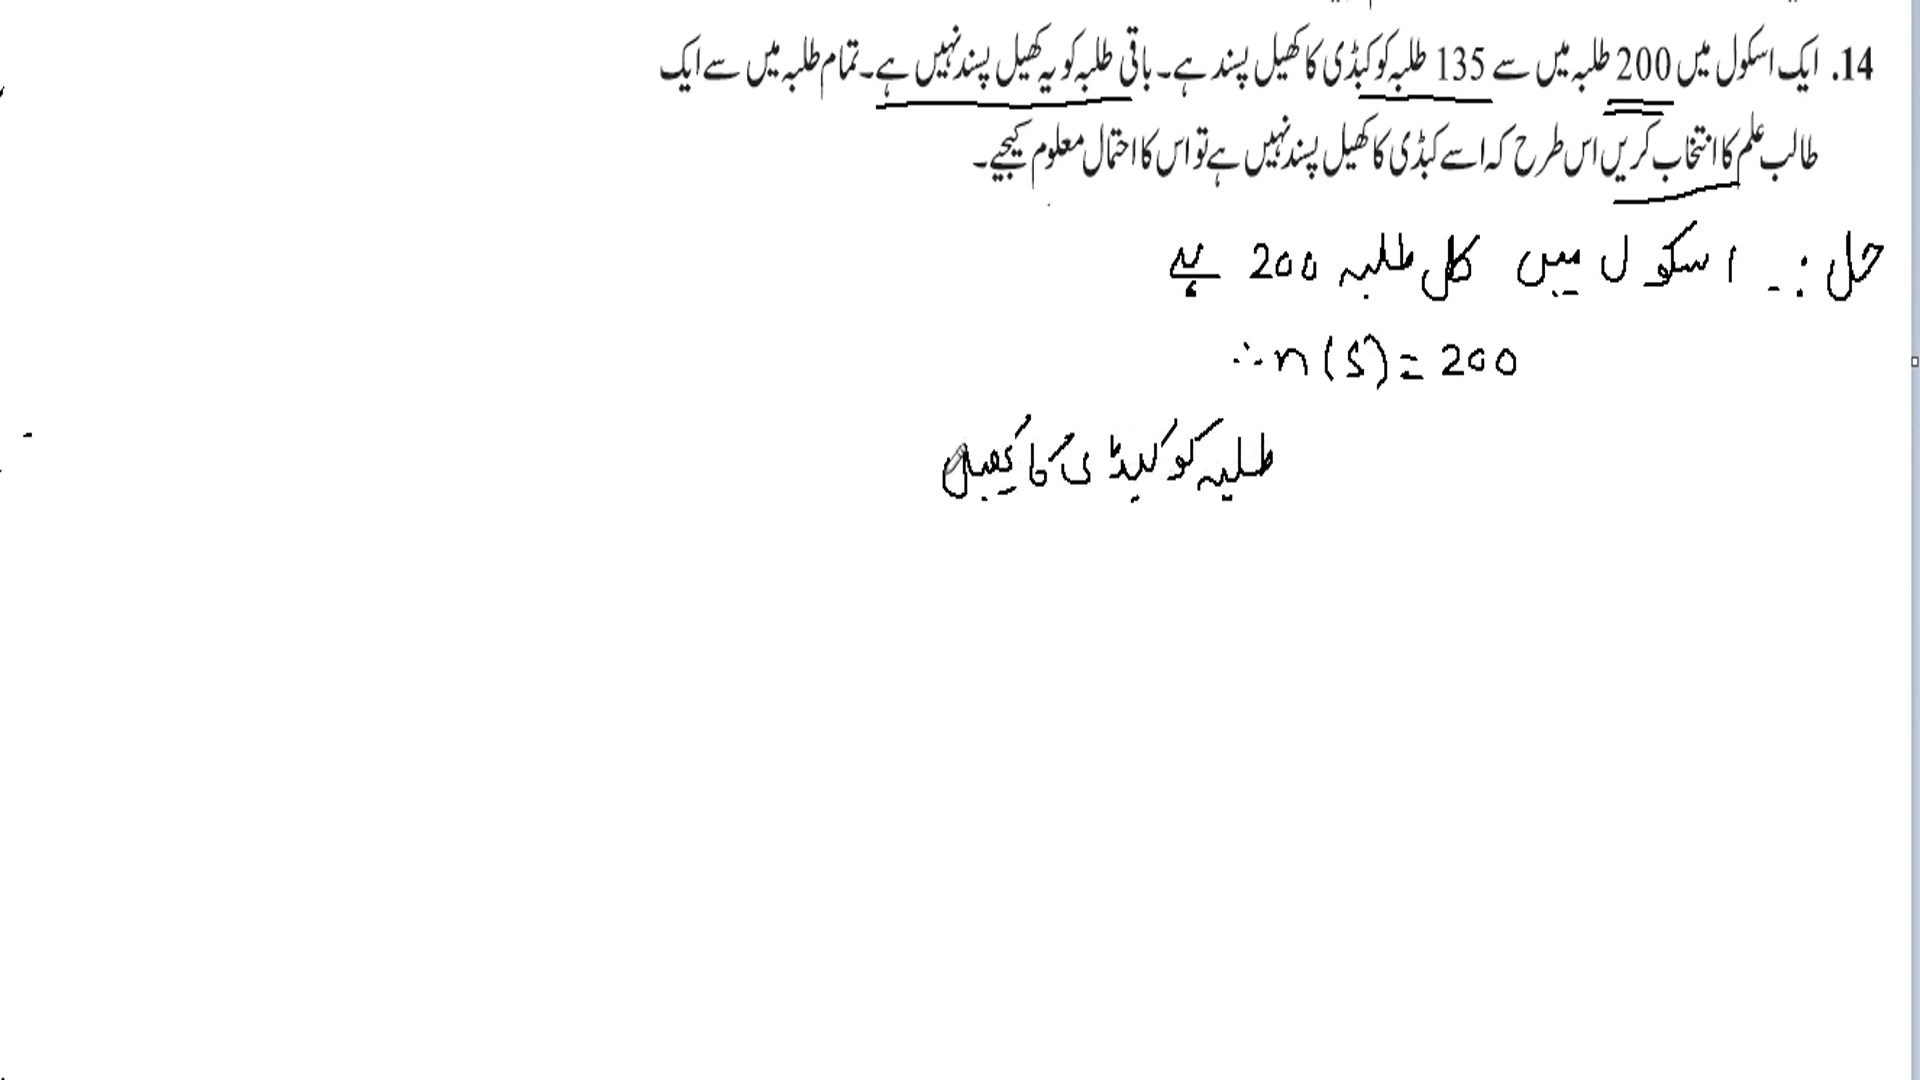 14. ایک اسکول میں 200 طلبہ میں سے 135 طلبہ کو کبڈی کا کھیل پسند ہے۔ باقی طلبہ کو یہ کھیل پسند نہیں ہے۔ تمام طلبہ میں سے ایک
طالب علم کا انتخاب کریں اس طرح کہ اسے کبڈی کا کھیل پسند نہیں ہے تو اس کا احتمال معلوم کیجیے۔
حل :۔ اسکول میں کل طلبہ 200 ہے
∴ n(S) = 200
طلبہ کو کبڈی کا کھیل